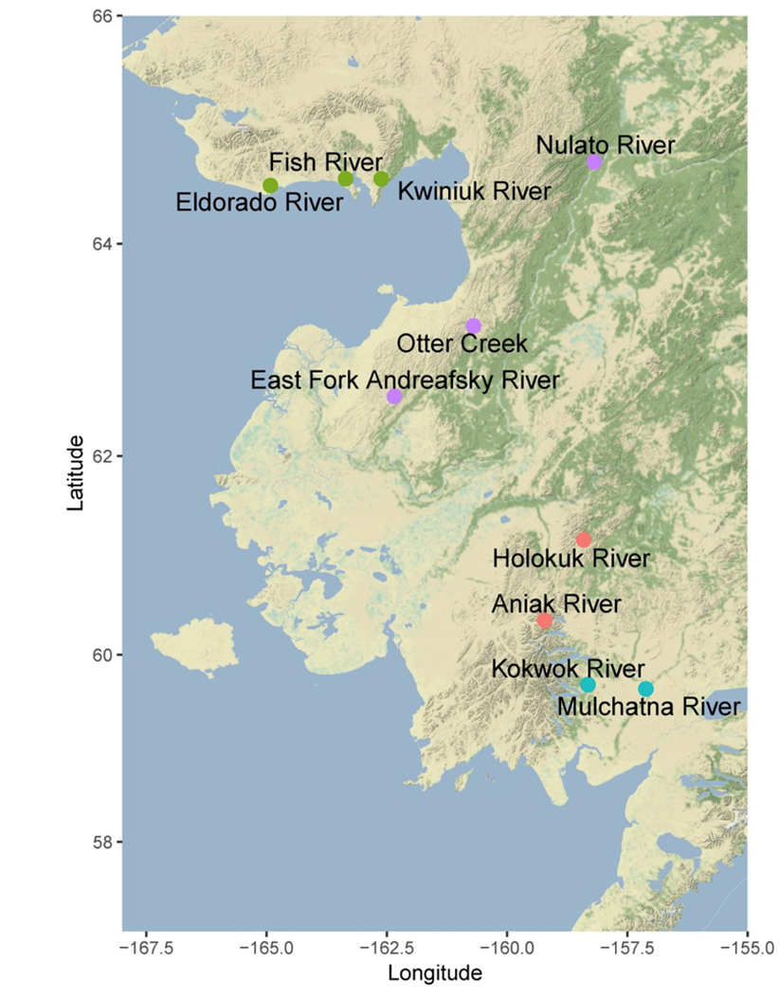 66
Nulato River
Fish River
Kwiniuk River
Eldorado River
64
Otter Creek
East Fork Andreafsky River
62
Latitude
Holokuk River
Aniak River
60
Kokwok River
Mulchatna River
58
−167.5 −165.0 −162.5 −160.0 −157.5 −155.0
Longitude